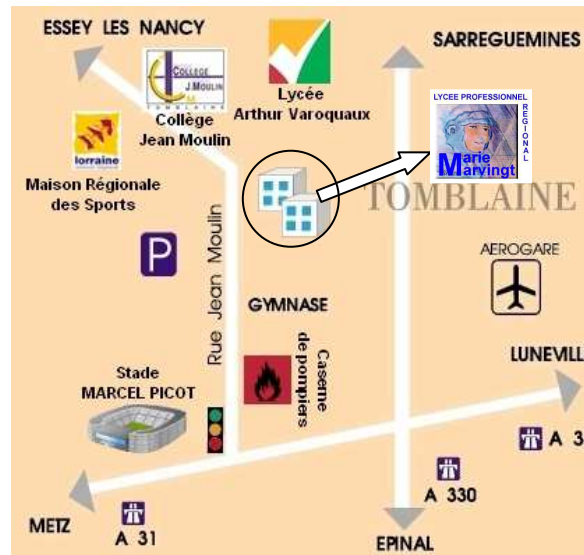 ESSEY LES NANCY
SARREGUEMINES
COLLEGE
J.MOULIN
TOMBLAINE
Collège
Jean Moulin
Lycée
Arthur Varoquaux
LYCEE PROFESSIONNEL
REGIONAL
Marie
Marvingt
lorraine
Maison Régionale
des Sports
TOMBLAINE
P
Rue Jean Moulin
AEROGARE
GYMNASE
Caserne
de pompiers
LUNEVILL
Stade
MARCEL PICOT
A 3
A 330
METZ
A 31
EPINAL